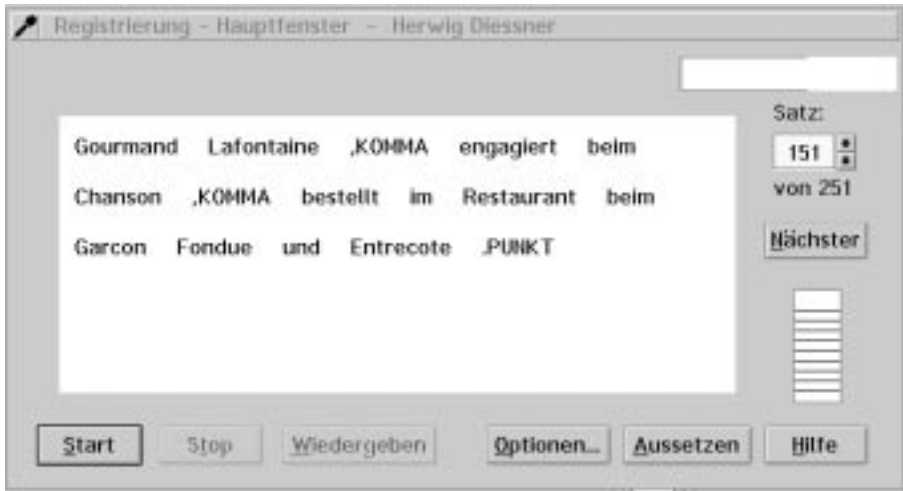 Registrierung - Hauptfenster - Herwig Diessner
Satz:
Gourmand Lafontaine ,KOMMA engagiert beim
151
Chanson ,KOMMA bestellt im Restaurant beim
von 251
Garcon Fondue und Entrecote .PUNKT
Nächster
Start Stop Wiedergeben Optionen... Aussetzen Hilfe